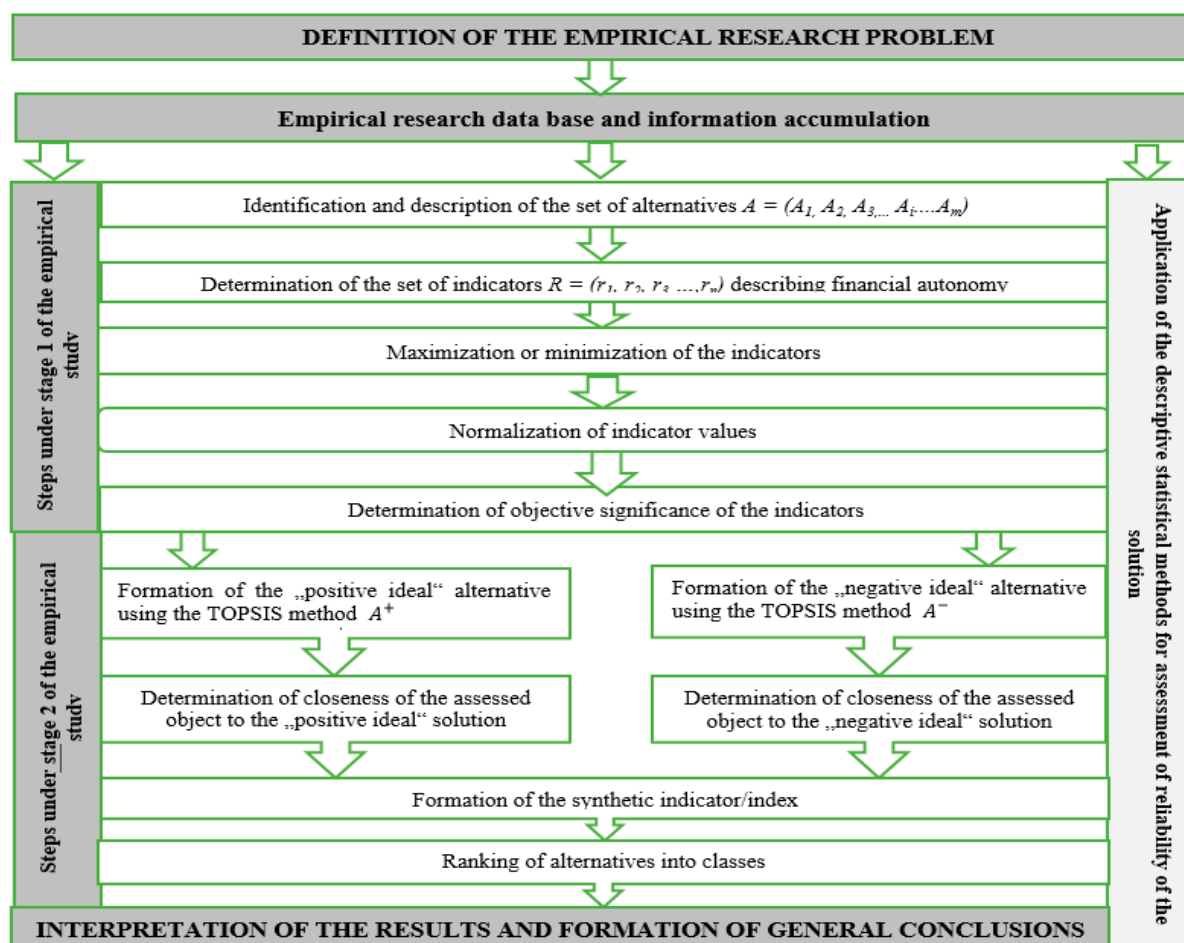 DEFINITION OF THE EMPIRICAL RESEARCH PROBLEM
Empirical research data base and information accumulation
Steps under stage 1 of the empirical
study
Identification and description of the set of alternatives A = (A1, A2, A3,... Ai....Am)
Determination of the set of indicators R = (r1, r2, r3 ...,rn) describing financial autonomy
Maximization or minimization of the indicators
Normalization of indicator values
Determination of objective significance of the indicators
Steps under stage 2 of the empirical
study
Formation of the „positive ideal“ alternative
using the TOPSIS method A⁺
Formation of the „negative ideal“ alternative
using the TOPSIS method A⁻
Determination of closeness of the assessed
object to the „positive ideal“ solution
Determination of closeness of the assessed
object to the „negative ideal“ solution
Formation of the synthetic indicator/index
Ranking of alternatives into classes
Application of the descriptive statistical methods for assessment of reliability of the
solution
INTERPRETATION OF THE RESULTS AND FORMATION OF GENERAL CONCLUSIONS